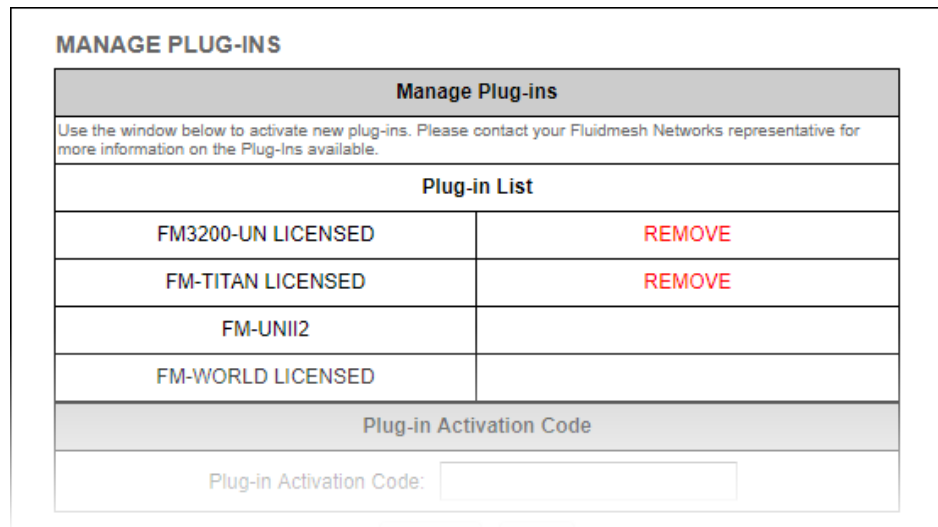 MANAGE PLUG-INS
Manage Plug-ins
Use the window below to activate new plug-ins. Please contact your Fluidmesh Networks representative for
more information on the Plug-Ins available.
Plug-in List
FM3200-UN LICENSED REMOVE
FM-TITAN LICENSED REMOVE
FM-UNII2
FM-WORLD LICENSED
Plug-in Activation Code
Plug-in Activation Code: